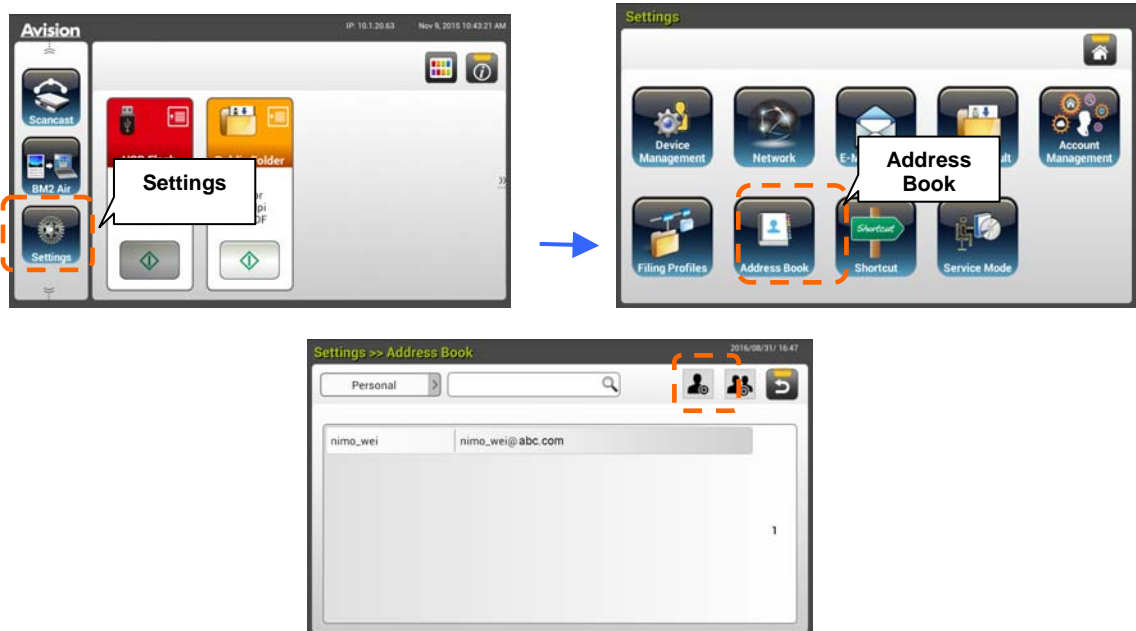 Avision
IP: 10.1.20.63
Nov 9, 2015 10:43:21 AM
Scancast
BM2 Air
Settings
Settings
Settings
Device
Management
Network
Account
Management
Address
Book
Filing Profiles
Address Book
Shortcut
Shortcut
Service Mode
Settings >> Address Book
2016/08/31/ 16:47
Personal
nimo_wei
nimo_wei@abc.com
1